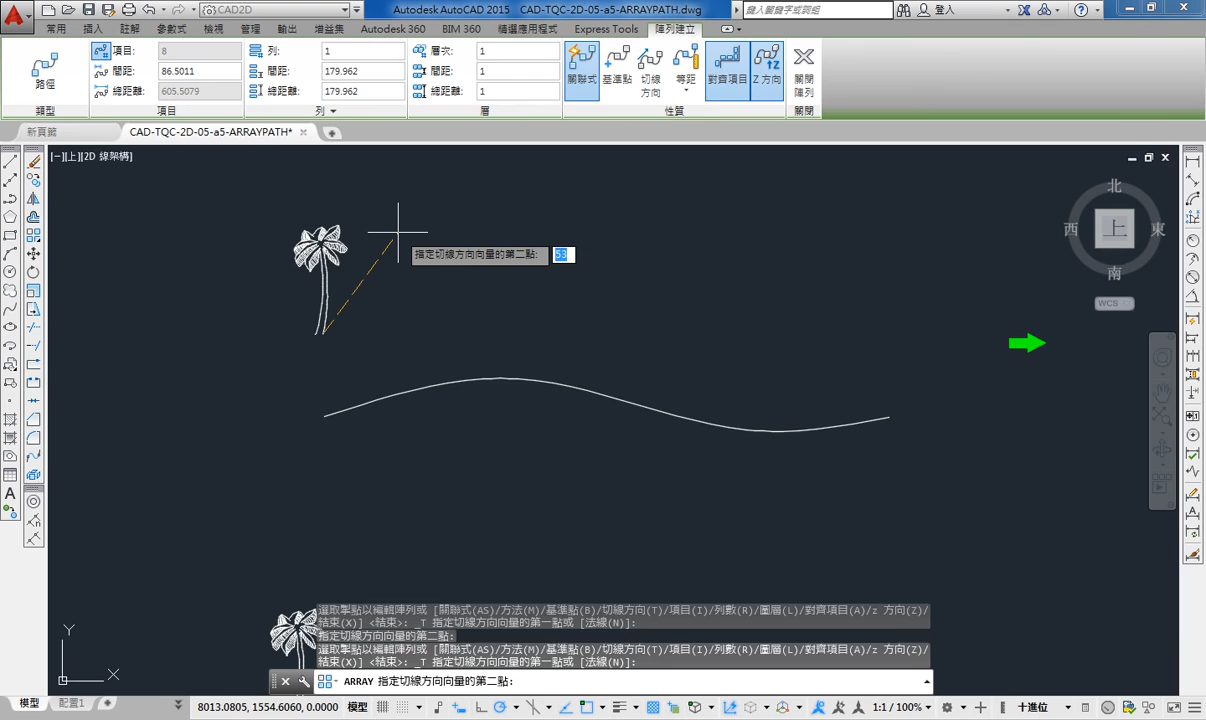 CAD2D
Autodesk AutoCAD 2015 CAD-TQC-2D-05-a5-ARRAYPATH.dwg
鍵入關鍵字或詞組
登入
常用 插入 註解 參數式 檢視 管理 輸出 增益集 Autodesk 360 BIM 360 精選應用程式 Express Tools 陣列建立
路徑
項目: 8
間距: 86.5011
總距離: 605.5079
列: 1
間距: 179.962
總距離: 179.962
層次: 1
間距: 1
總距離: 1
關聯式 基準點 切線方向 等距 對齊項目 Z 方向 關閉陣列
類型 項目 列 層 性質 關閉
新頁籤 CAD-TQC-2D-05-a5-ARRAYPATH*
[−][上][2D 線架構]
北
西 上 東
南
WCS
指定切線方向向量的第二點: 53
選取掣點以編輯陣列或 [關聯式(AS)/方法(M)/基準點(B)/切線方向(T)/項目(I)/列數(R)/圖層(L)/對齊項目(A)/z 方向(Z)/
結束(X)] <結束>: _T 指定切線方向向量的第一點或 [法線(N)]:
指定切線方向向量的第二點:
選取掣點以編輯陣列或 [關聯式(AS)/方法(M)/基準點(B)/切線方向(T)/項目(I)/列數(R)/圖層(L)/對齊項目(A)/z 方向(Z)/
結束(X)] <結束>: _T 指定切線方向向量的第一點或 [法線(N)]:
Y
X
ARRAY 指定切線方向向量的第二點:
模型 配置1
8013.0805, 1554.6060, 0.0000 模型 1:1 / 100% 十進位